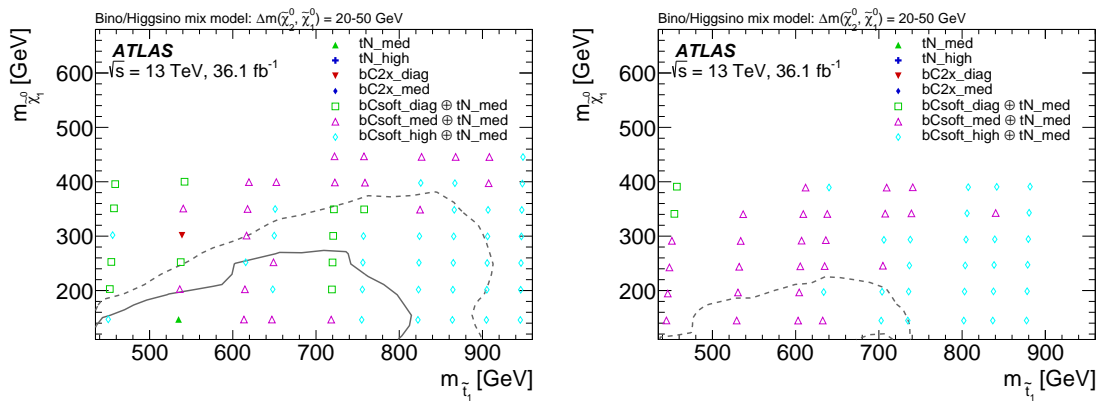 Bino/Higgsino mix model: Δm(χ̃⁰₂, χ̃⁰₁) = 20-50 GeV
ATLAS
√s = 13 TeV, 36.1 fb⁻¹
tN_med
tN_high
bC2x_diag
bC2x_med
bCsoft_diag ⊕ tN_med
bCsoft_med ⊕ tN_med
bCsoft_high ⊕ tN_med
m_χ̃⁰₁ [GeV]
600
500
400
300
200
500 600 700 800 900
m_t̃₁ [GeV]
Bino/Higgsino mix model: Δm(χ̃⁰₂, χ̃⁰₁) = 20-50 GeV
ATLAS
√s = 13 TeV, 36.1 fb⁻¹
tN_med
tN_high
bC2x_diag
bC2x_med
bCsoft_diag ⊕ tN_med
bCsoft_med ⊕ tN_med
bCsoft_high ⊕ tN_med
m_χ̃⁰₁ [GeV]
600
500
400
300
200
500 600 700 800 900
m_t̃₁ [GeV]